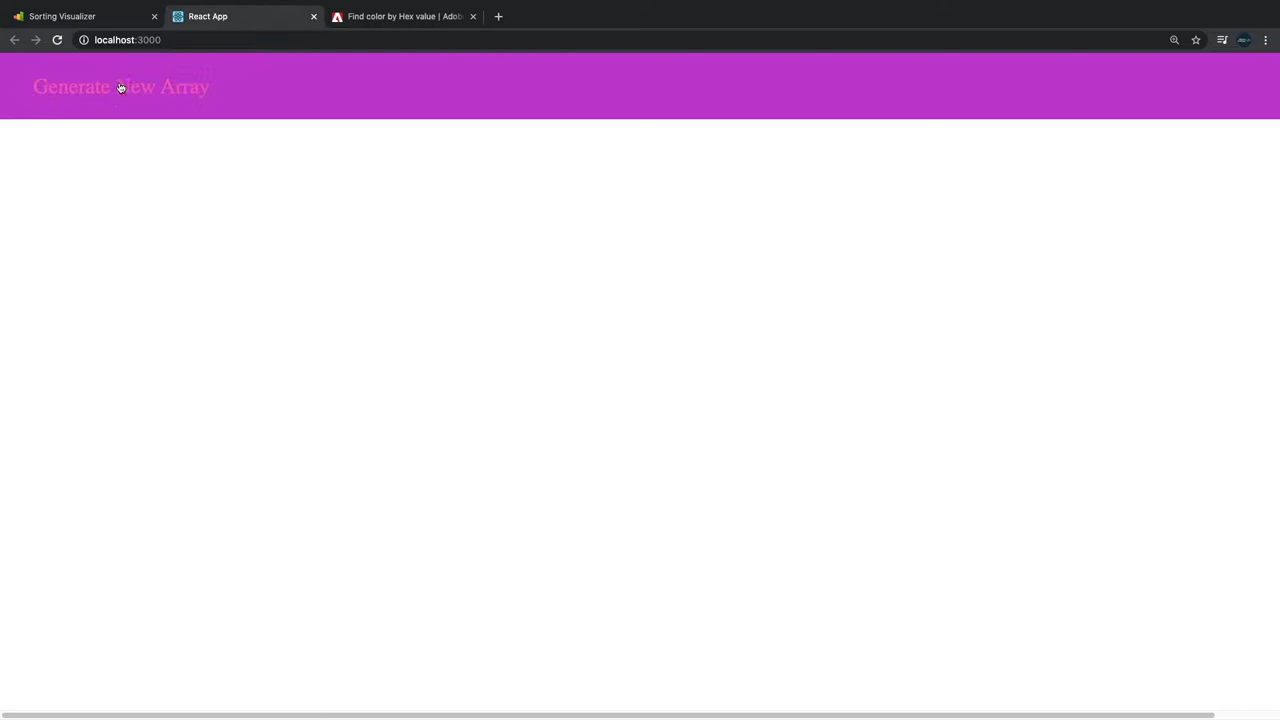 Sorting Visualizer
React App
Find color by Hex value | Adob
localhost:3000
Generate New Array